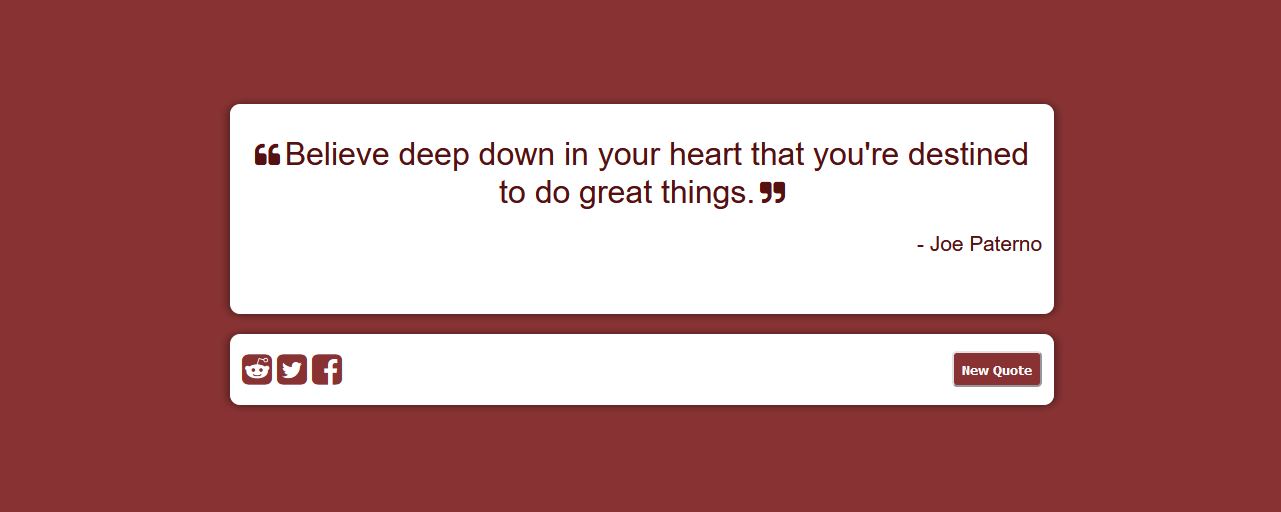 ❝Believe deep down in your heart that you're destined
to do great things.❞
- Joe Paterno
New Quote